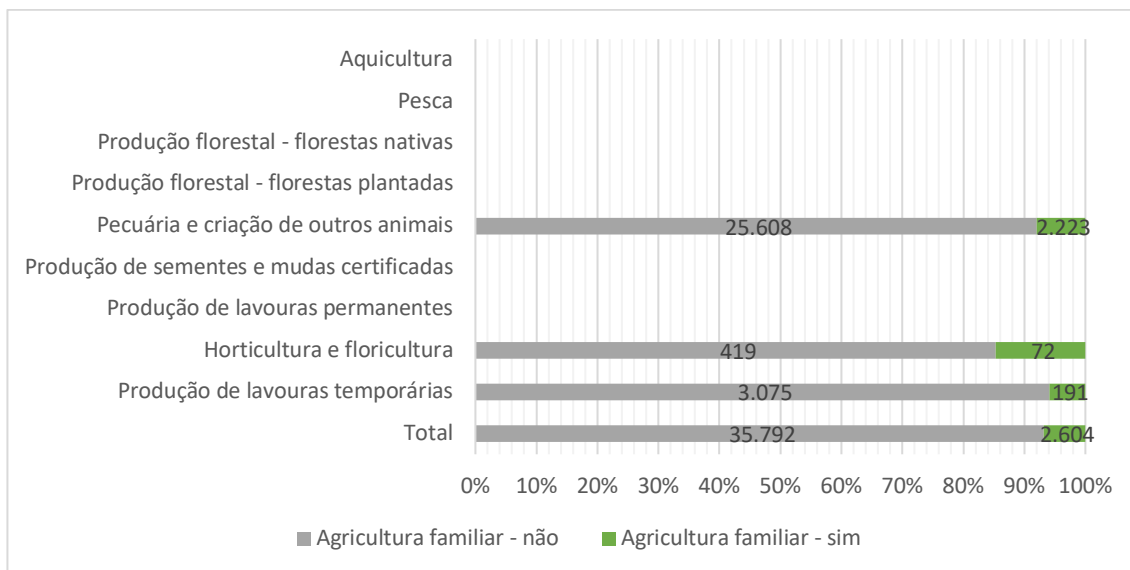 Aquicultura
Pesca
Produção florestal - florestas nativas
Produção florestal - florestas plantadas
Pecuária e criação de outros animais
25.608
2.223
Produção de sementes e mudas certificadas
Produção de lavouras permanentes
Horticultura e floricultura
419
72
Produção de lavouras temporárias
3.075
191
Total
35.792
2.604
0% 10% 20% 30% 40% 50% 60% 70% 80% 90% 100%
Agricultura familiar - não
Agricultura familiar - sim